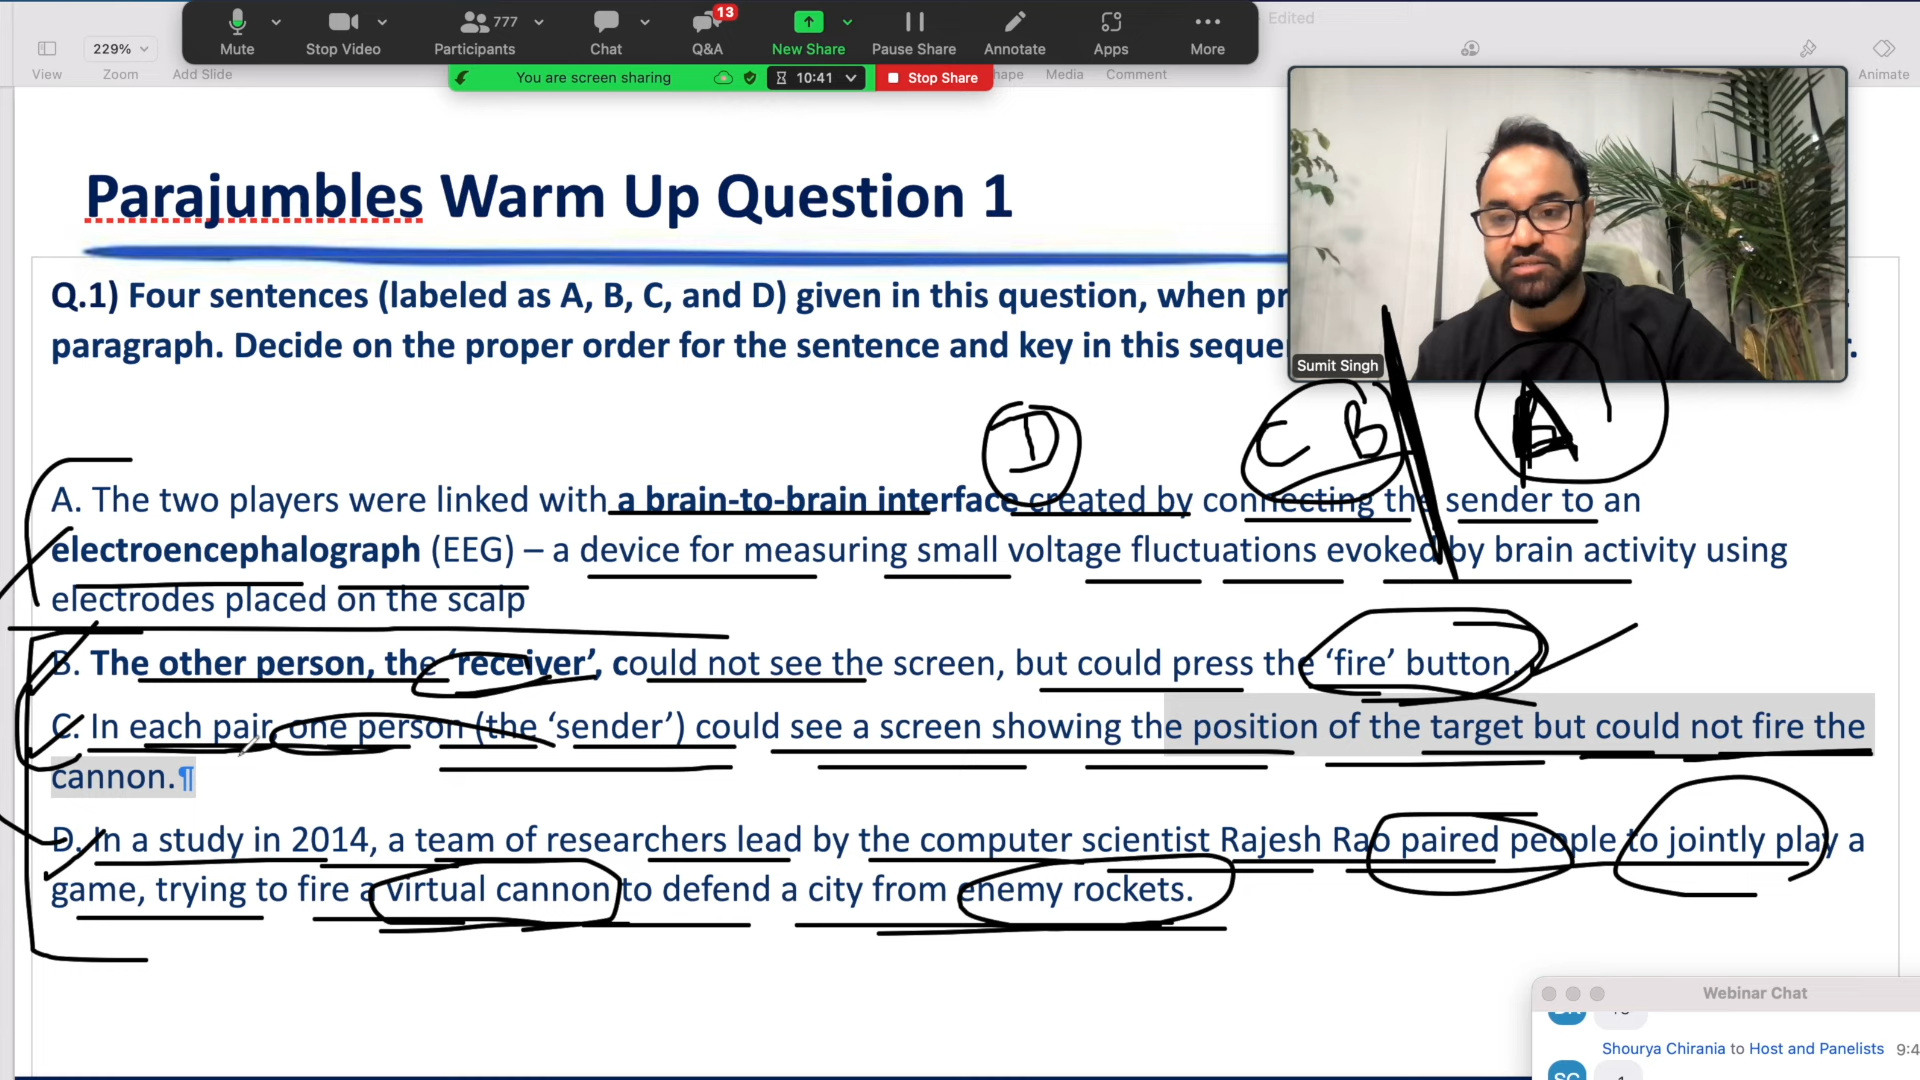 Mute
Stop Video
777
Participants
Chat
13
Q&A
New Share
Pause Share
Annotate
Apps
More
Edited
229%
View
Zoom
Add Slide
You are screen sharing
10:41
Stop Share
hape
Media
Comment
Animate
Parajumbles Warm Up Question 1
Sumit Singh
Q.1) Four sentences (labeled as A, B, C, and D) given in this question, when pr
paragraph. Decide on the proper order for the sentence and key in this seque
D
C B
A
A. The two players were linked with a brain-to-brain interface created by connecting the sender to an
electroencephalograph (EEG) – a device for measuring small voltage fluctuations evoked by brain activity using
electrodes placed on the scalp
B. The other person, the ‘receiver’, could not see the screen, but could press the ‘fire’ button.
C. In each pair, one person (the ‘sender’) could see a screen showing the position of the target but could not fire the
cannon.¶
D. In a study in 2014, a team of researchers lead by the computer scientist Rajesh Rao paired people to jointly play a
game, trying to fire a virtual cannon to defend a city from enemy rockets.
Webinar Chat
Shourya Chirania to Host and Panelists 9:4
SC